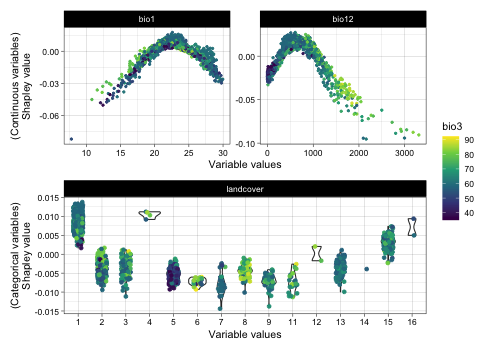 bio1
bio12
(Continuous variables)
Shapley value
0.00
-0.03
-0.06
0.00
-0.05
-0.10
10 15 20 25 30
0 1000 2000 3000
Variable values
bio3
90
80
70
60
50
40
landcover
(Categorical variables)
Shapley value
0.015
0.010
0.005
0.000
-0.005
-0.010
-0.015
1 2 3 4 5 6 7 8 9 11 12 13 14 15 16
Variable values